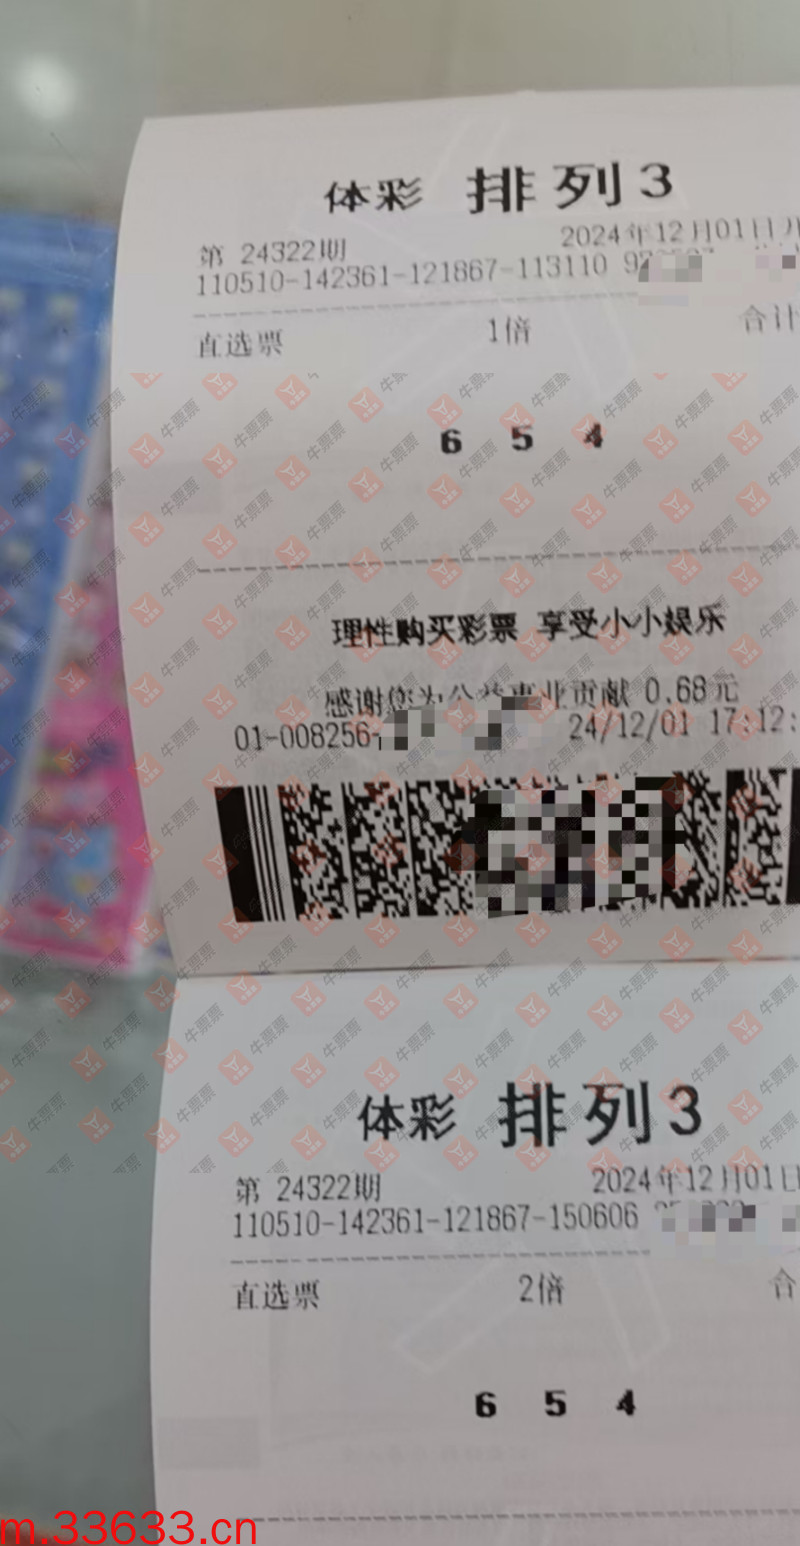 体彩 排列3
第 24322期 2024年12月01日
110510-142361-121867-113110
直选票 1倍 合计
6 5 4
理性购买彩票 享受小小娱乐
感谢您为公益事业贡献 0.68元
01-008256- 24/12/01 17:12:
体彩 排列3
第 24322期 2024年12月01日
110510-142361-121867-150606
直选票 2倍 合
6 5 4
m.33633.cn
牛票票